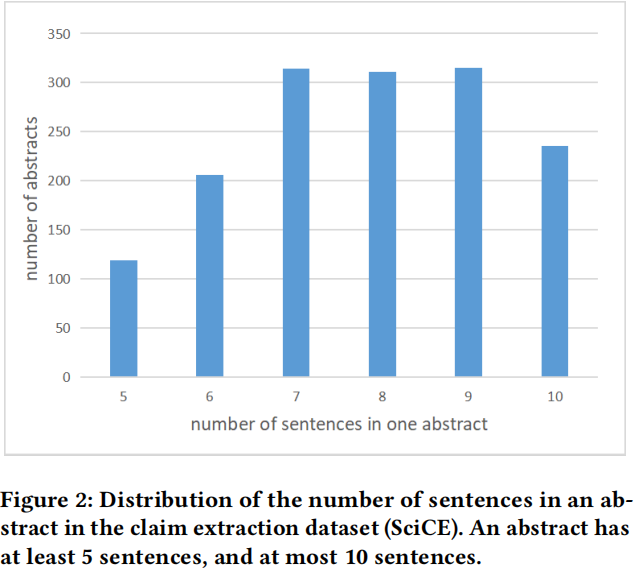 350
300
250
200
150
100
50
0
number of abstracts
5 6 7 8 9 10
number of sentences in one abstract
Figure 2: Distribution of the number of sentences in an ab-
stract in the claim extraction dataset (SciCE). An abstract has
at least 5 sentences, and at most 10 sentences.